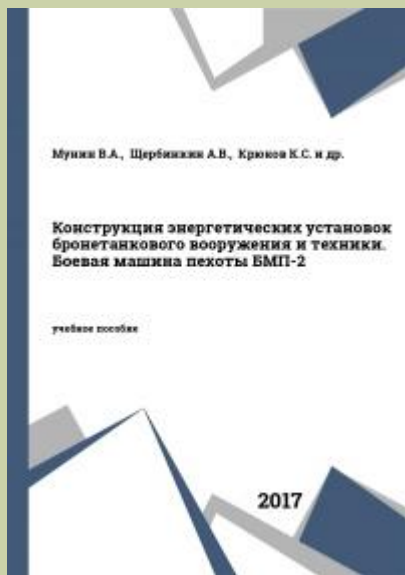 Мунин В.А., Щербинкин А.В., Крюков К.С. и др.
Конструкция энергетических установок
бронетанкового вооружения и техники.
Боевая машина пехоты БМП-2
учебное пособие
2017